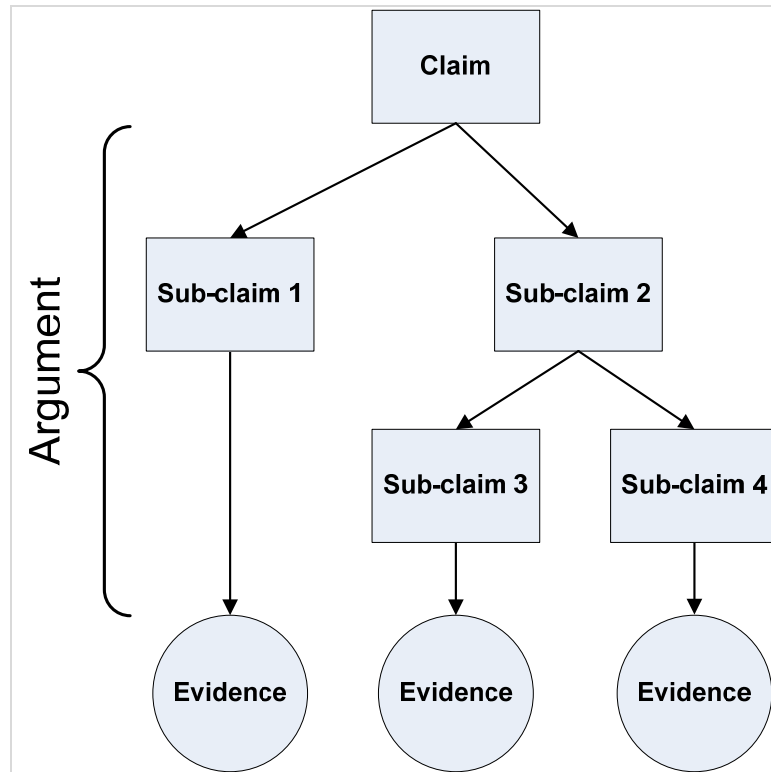 Claim
Argument
Sub-claim 1
Sub-claim 2
Sub-claim 3
Sub-claim 4
Evidence
Evidence
Evidence